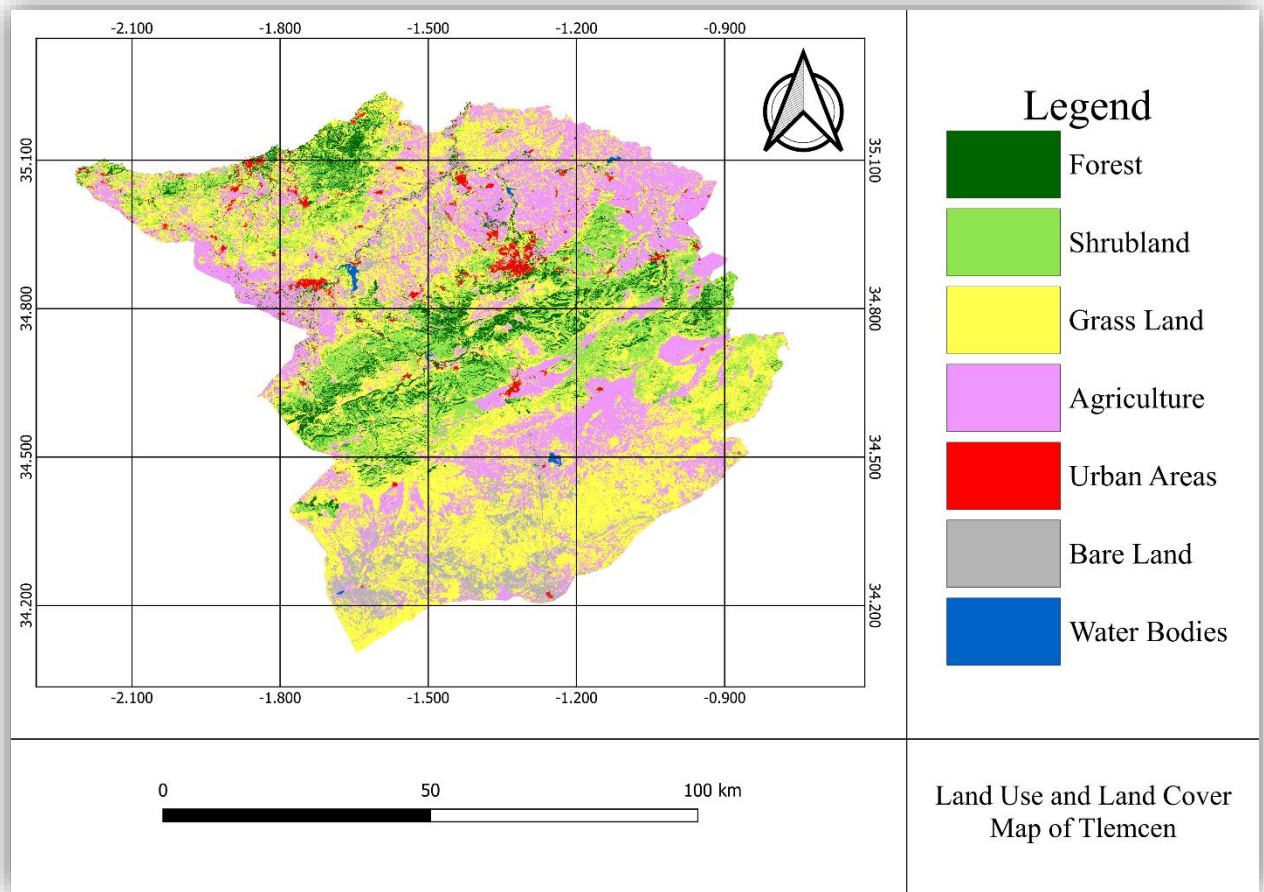 -2.100 -1.800 -1.500 -1.200 -0.900
35.100 35.100
34.800 34.800
34.500 34.500
34.200 34.200
-2.100 -1.800 -1.500 -1.200 -0.900
Legend
Forest
Shrubland
Grass Land
Agriculture
Urban Areas
Bare Land
Water Bodies
0 50 100 km
Land Use and Land Cover
Map of Tlemcen